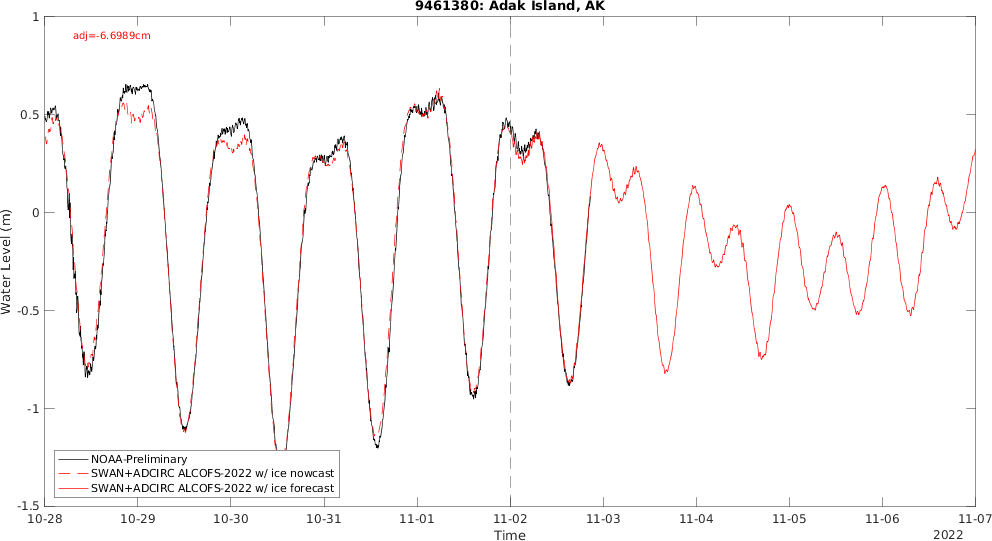 9461380: Adak Island, AK
adj=-6.6989cm
1
0.5
0
-0.5
-1
-1.5
Water Level (m)
NOAA-Preliminary
SWAN+ADCIRC ALCOFS-2022 w/ ice nowcast
SWAN+ADCIRC ALCOFS-2022 w/ ice forecast
10-28 10-29 10-30 10-31 11-01 11-02 11-03 11-04 11-05 11-06 11-07
Time
2022